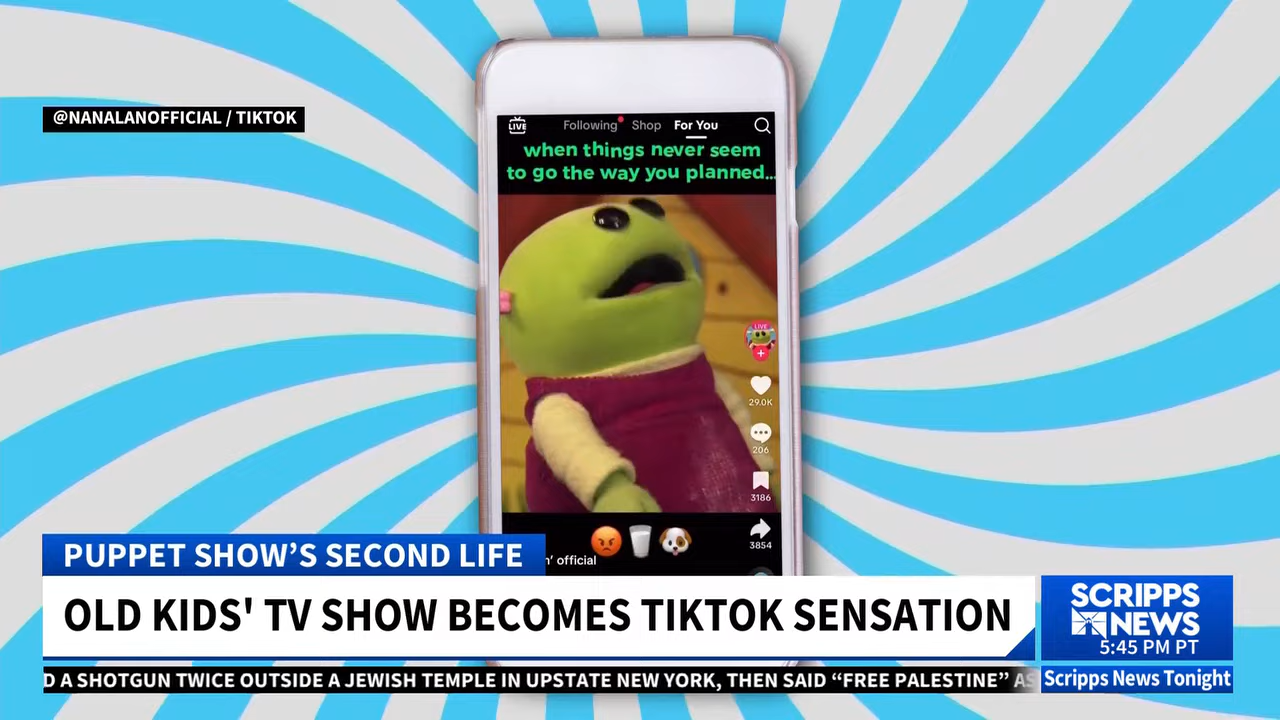 @NANALANOFFICIAL / TIKTOK
LIVE
Following Shop For You
when things never seem
to go the way you planned...
LIVE
29.0K
206
3186
3854
n' official
PUPPET SHOW’S SECOND LIFE
OLD KIDS' TV SHOW BECOMES TIKTOK SENSATION
SCRIPPS
NEWS
5:45 PM PT
D A SHOTGUN TWICE OUTSIDE A JEWISH TEMPLE IN UPSTATE NEW YORK, THEN SAID “FREE PALESTINE” AS
Scripps News Tonight